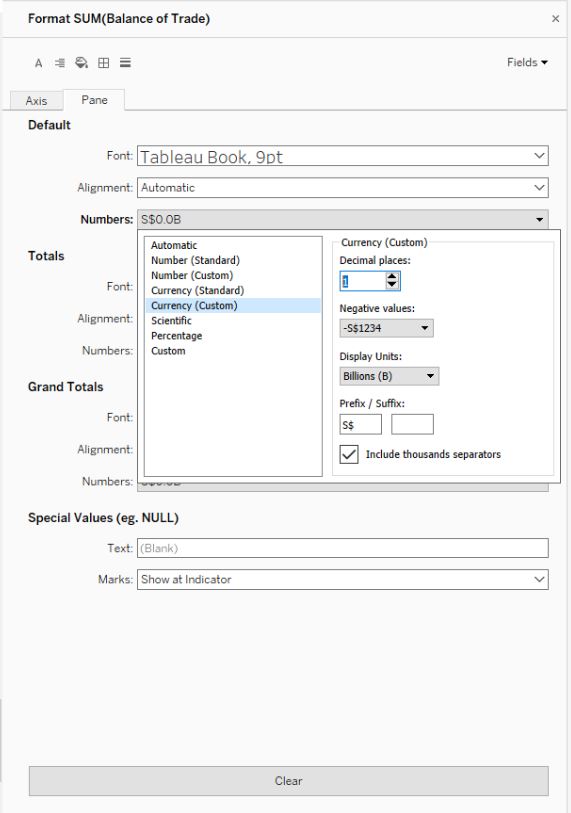 Format SUM(Balance of Trade)
Fields
Axis Pane
Default
Font: Tableau Book, 9pt
Alignment: Automatic
Numbers: S$0.0B
Automatic
Number (Standard)
Number (Custom)
Currency (Standard)
Currency (Custom)
Scientific
Percentage
Custom
Currency (Custom)
Decimal places:
1
Negative values:
-S$1234
Display Units:
Billions (B)
Prefix / Suffix:
S$
Include thousands separators
Totals
Font:
Alignment:
Numbers:
Grand Totals
Font:
Alignment:
Numbers:
Special Values (eg. NULL)
Text: (Blank)
Marks: Show at Indicator
Clear